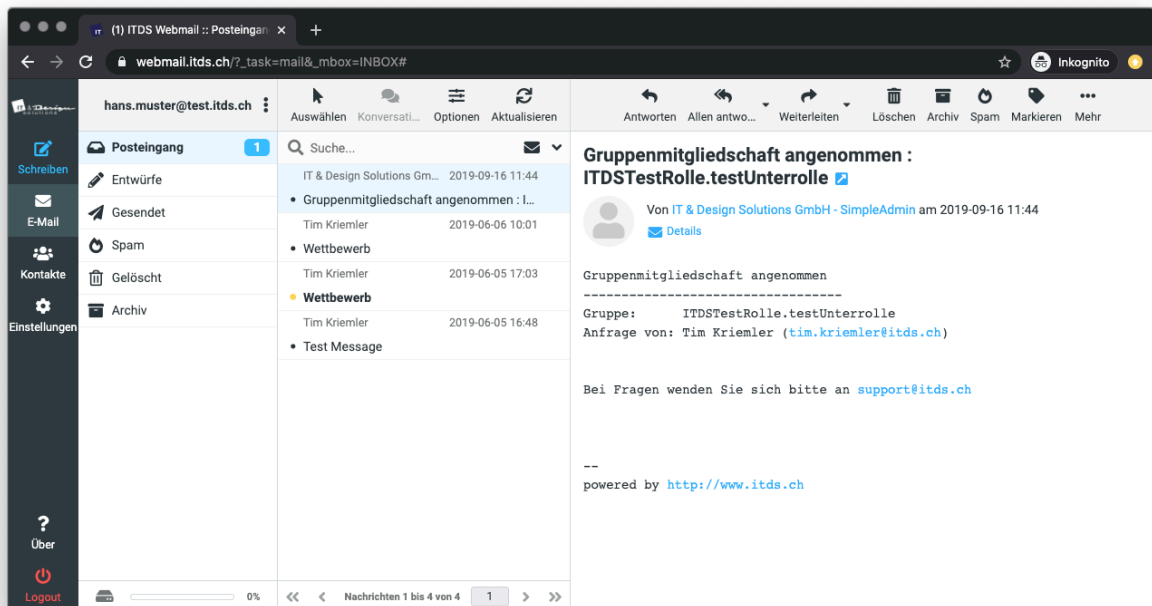 (1) ITDS Webmail :: Posteingan
webmail.itds.ch/?_task=mail&_mbox=INBOX#
Inkognito
IT & Design
solutions
Schreiben
E-Mail
Kontakte
Einstellungen
Über
Logout
hans.muster@test.itds.ch
Posteingang 1
Entwürfe
Gesendet
Spam
Gelöscht
Archiv
0%
Auswählen Konversati... Optionen Aktualisieren
Suche...
IT & Design Solutions Gm... 2019-09-16 11:44
• Gruppenmitgliedschaft angenommen : I...
Tim Kriemler 2019-06-06 10:01
• Wettbewerb
Tim Kriemler 2019-06-05 17:03
• Wettbewerb
Tim Kriemler 2019-06-05 16:48
• Test Message
Nachrichten 1 bis 4 von 4 1
Antworten Allen antwo... Weiterleiten Löschen Archiv Spam Markieren Mehr
Gruppenmitgliedschaft angenommen :
ITDSTestRolle.testUnterrolle
Von IT & Design Solutions GmbH - SimpleAdmin am 2019-09-16 11:44
Details
Gruppenmitgliedschaft angenommen
----------------------------------
Gruppe: ITDSTestRolle.testUnterrolle
Anfrage von: Tim Kriemler (tim.kriemler@itds.ch)
Bei Fragen wenden Sie sich bitte an support@itds.ch
--
powered by http://www.itds.ch